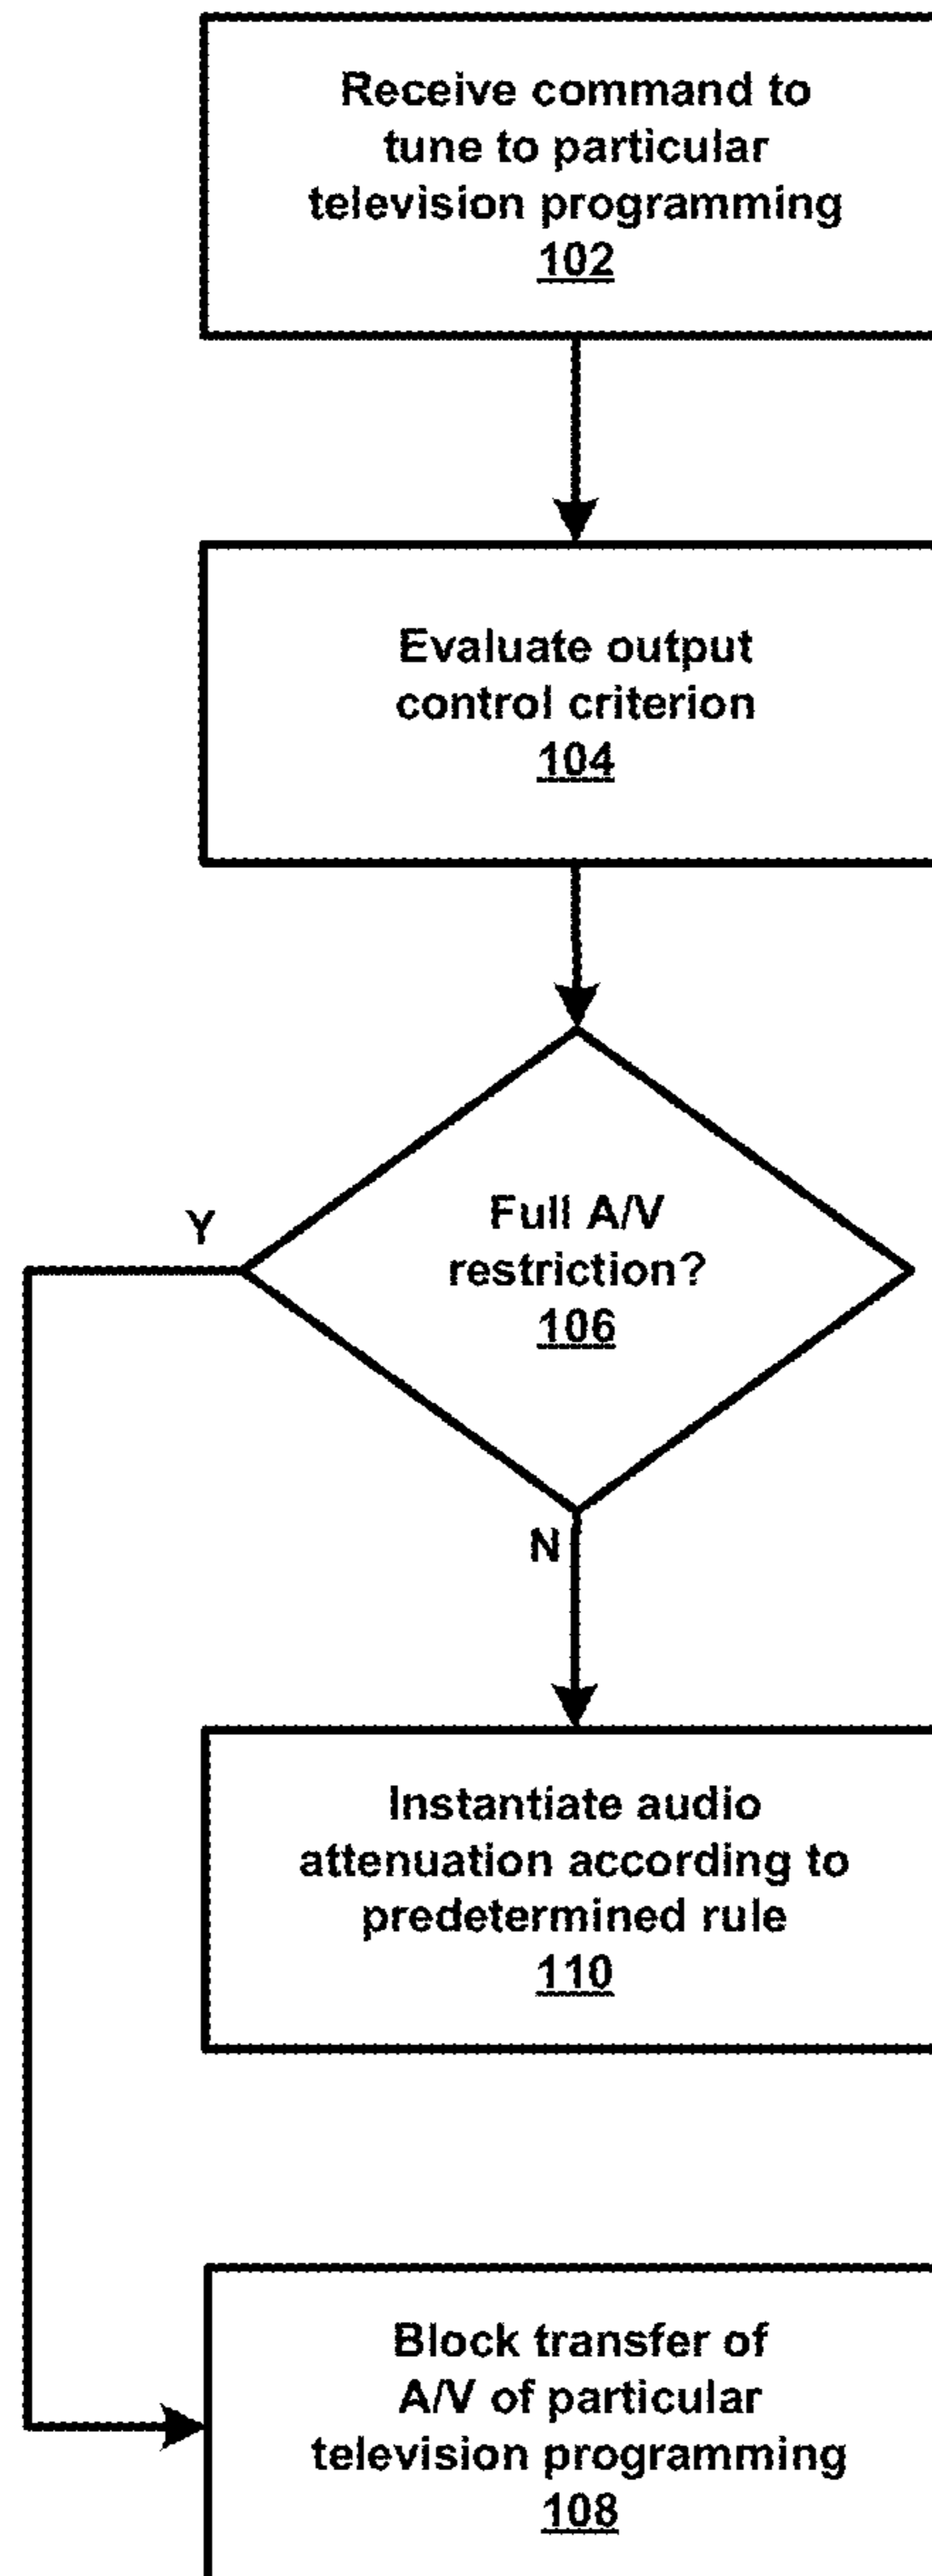 Receive command to
tune to particular
television programming
102
Evaluate output
control criterion
104
Full A/V
restriction?
106
Y
N
Instantiate audio
attenuation according to
predetermined rule
110
Block transfer of
A/V of particular
television programming
108